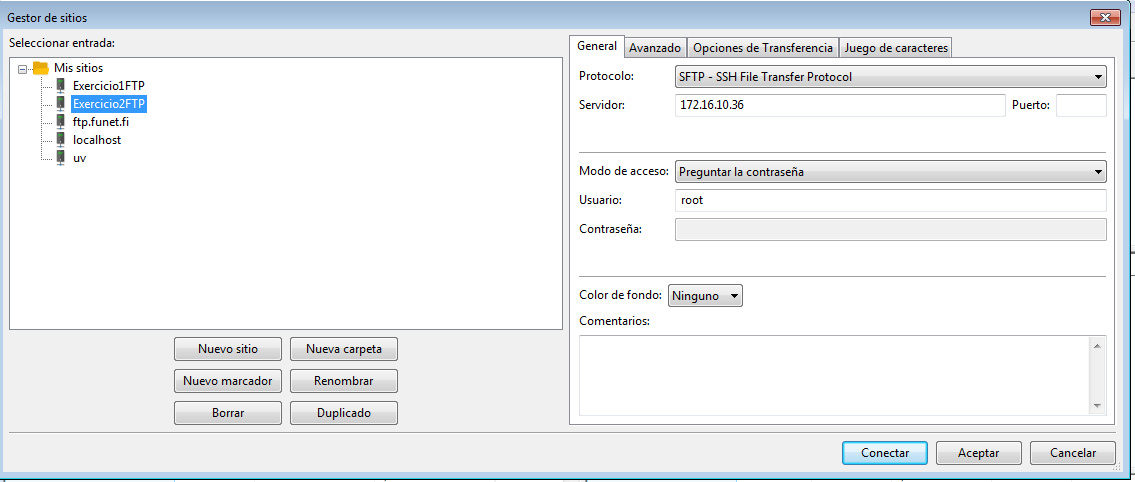 Gestor de sitios
Seleccionar entrada:
Mis sitios
Exercicio1FTP
Exercicio2FTP
ftp.funet.fi
localhost
uv
Nuevo sitio
Nueva carpeta
Nuevo marcador
Renombrar
Borrar
Duplicado
General
Avanzado
Opciones de Transferencia
Juego de caracteres
Protocolo:
SFTP - SSH File Transfer Protocol
Servidor:
172.16.10.36
Puerto:
Modo de acceso:
Preguntar la contraseña
Usuario:
root
Contraseña:
Color de fondo:
Ninguno
Comentarios:
Conectar
Aceptar
Cancelar